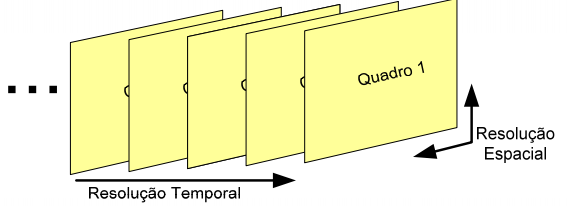 Quadro 1
Resolução
Espacial
Resolução Temporal